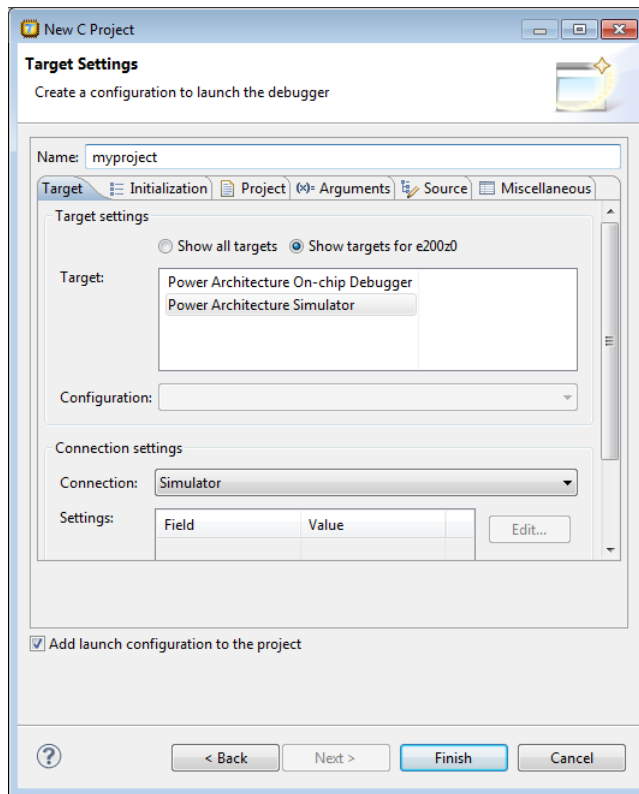 New C Project
Target Settings
Create a configuration to launch the debugger
Name: myproject
Target Initialization Project (x)= Arguments Source Miscellaneous
Target settings
Show all targets Show targets for e200z0
Target: Power Architecture On-chip Debugger
Power Architecture Simulator
Configuration:
Connection settings
Connection: Simulator
Settings: Field Value Edit...
Add launch configuration to the project
? < Back Next > Finish Cancel